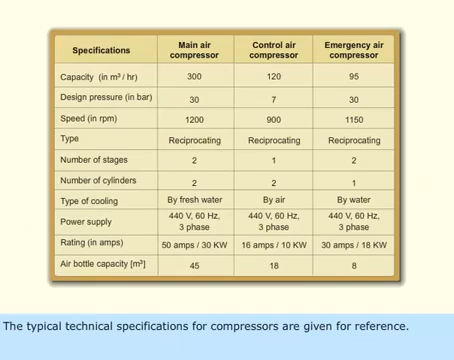 Specifications Main air compressor Control air compressor Emergency air compressor
Capacity (in m³ / hr) 300 120 95
Design pressure (in bar) 30 7 30
Speed (in rpm) 1200 900 1150
Type Reciprocating Reciprocating Reciprocating
Number of stages 2 1 2
Number of cylinders 2 2 1
Type of cooling By fresh water By air By water
Power supply 440 V, 60 Hz, 3 phase 440 V, 60 Hz, 3 phase 440 V, 60 Hz, 3 phase
Rating (in amps) 50 amps / 30 KW 16 amps / 10 KW 30 amps / 18 KW
Air bottle capacity [m³] 45 18 8
The typical technical specifications for compressors are given for reference.